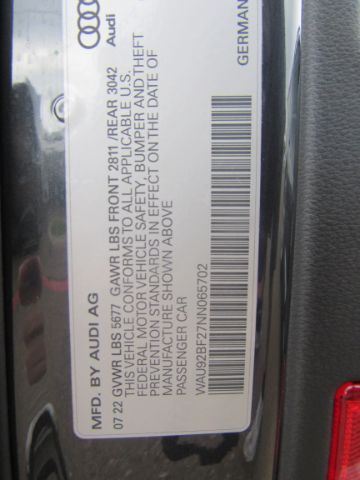 Audi
GERMAN
MFD. BY AUDI AG
07 22 GVWR LBS 5677 GAWR LBS FRONT 2811 /REAR 3042
THIS VEHICLE CONFORMS TO ALL APPLICABLE U.S.
FEDERAL MOTOR VEHICLE SAFETY, BUMPER AND THEFT
PREVENTION STANDARDS IN EFFECT ON THE DATE OF
MANUFACTURE SHOWN ABOVE
PASSENGER CAR
WAU92BF27NN065702